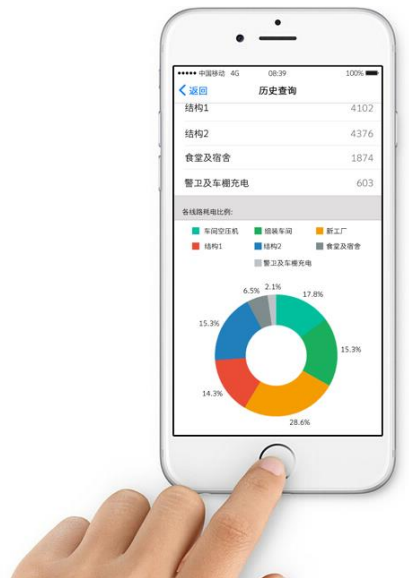 中国移动 4G 08:39 100%
返回 历史查询
结构1 4102
结构2 4376
食堂及宿舍 1874
警卫及车棚充电 603
各线路耗电比例:
车间空压机 组装车间 新工厂
结构1 结构2 食堂及宿舍
警卫及车棚充电
6.5% 2.1% 17.8%
15.3% 15.3%
14.3%
28.6%